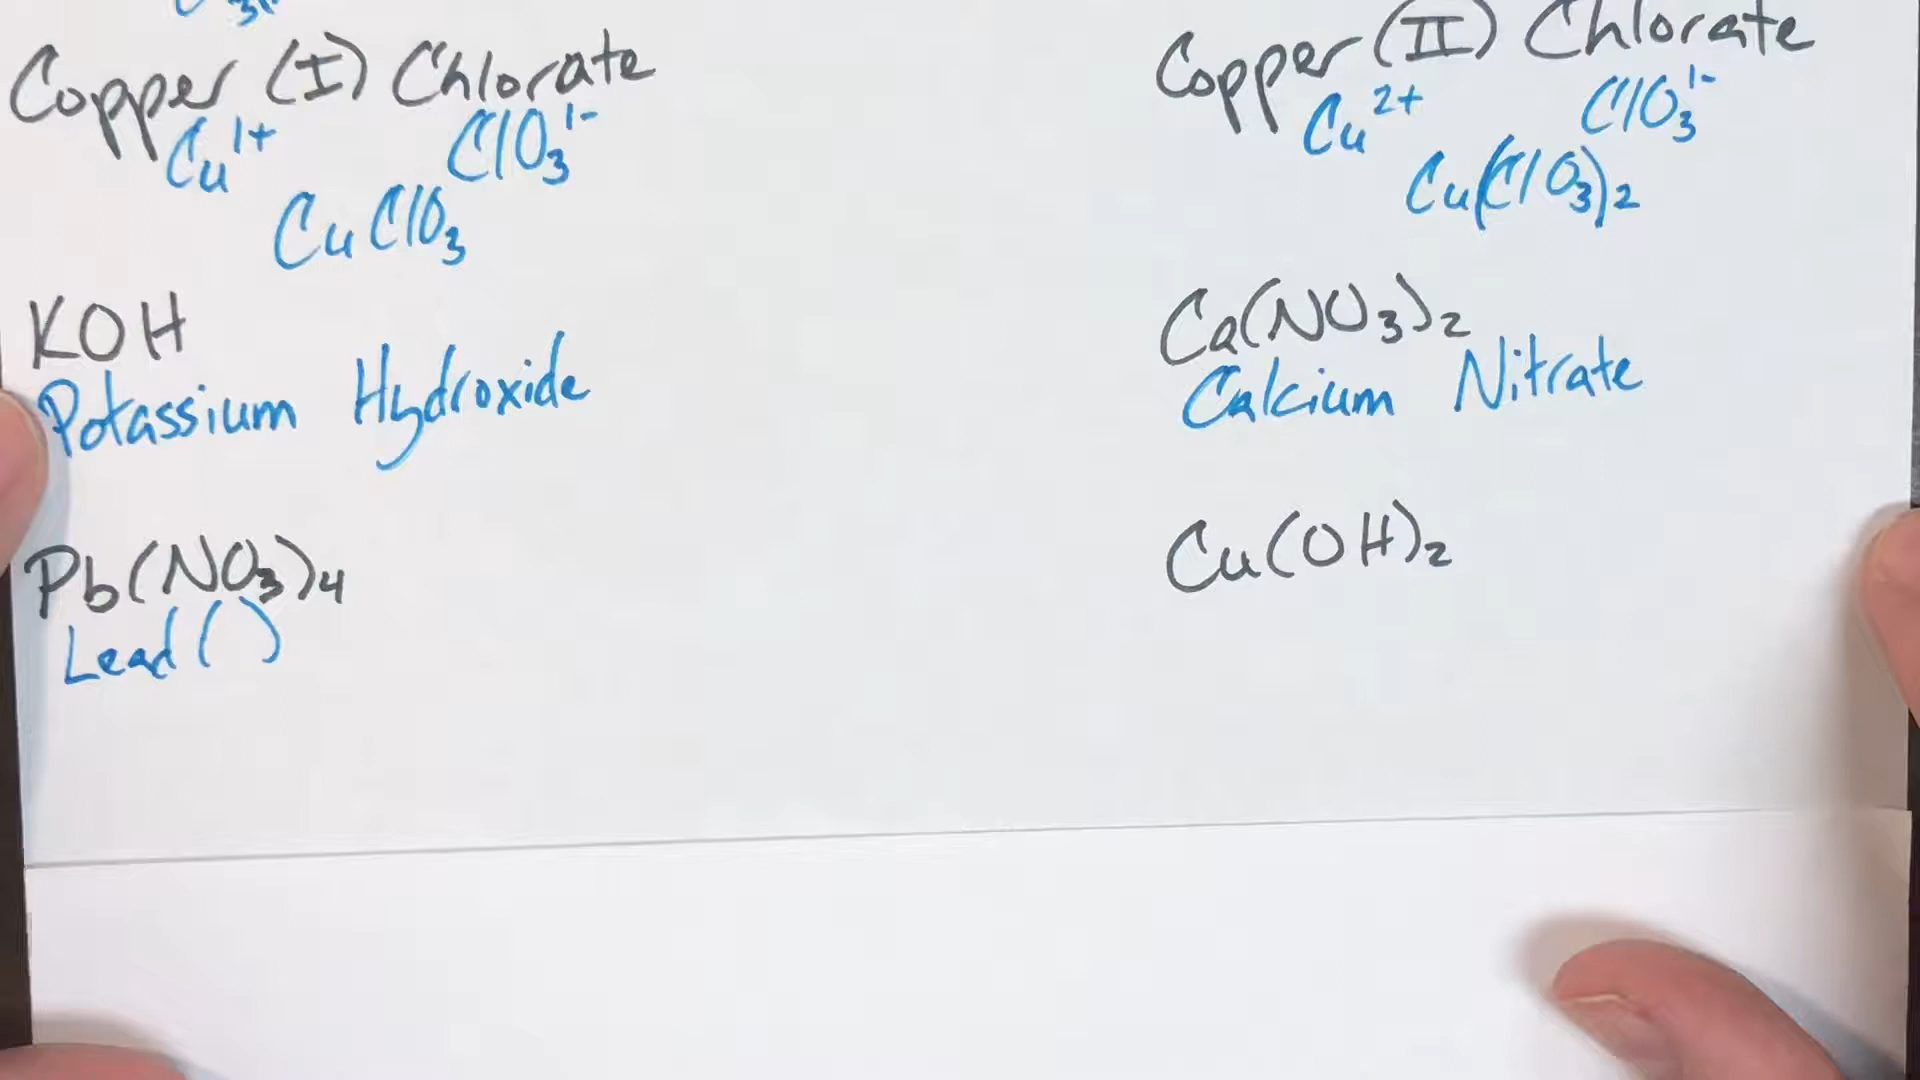 Copper (I) Chlorate
Cu¹⁺ ClO₃¹⁻
CuClO₃
KOH
Potassium Hydroxide
Pb(NO₃)₄
Lead ( )
Copper (II) Chlorate
Cu²⁺ ClO₃¹⁻
Cu(ClO₃)₂
Ca(NO₃)₂
Calcium Nitrate
Cu(OH)₂